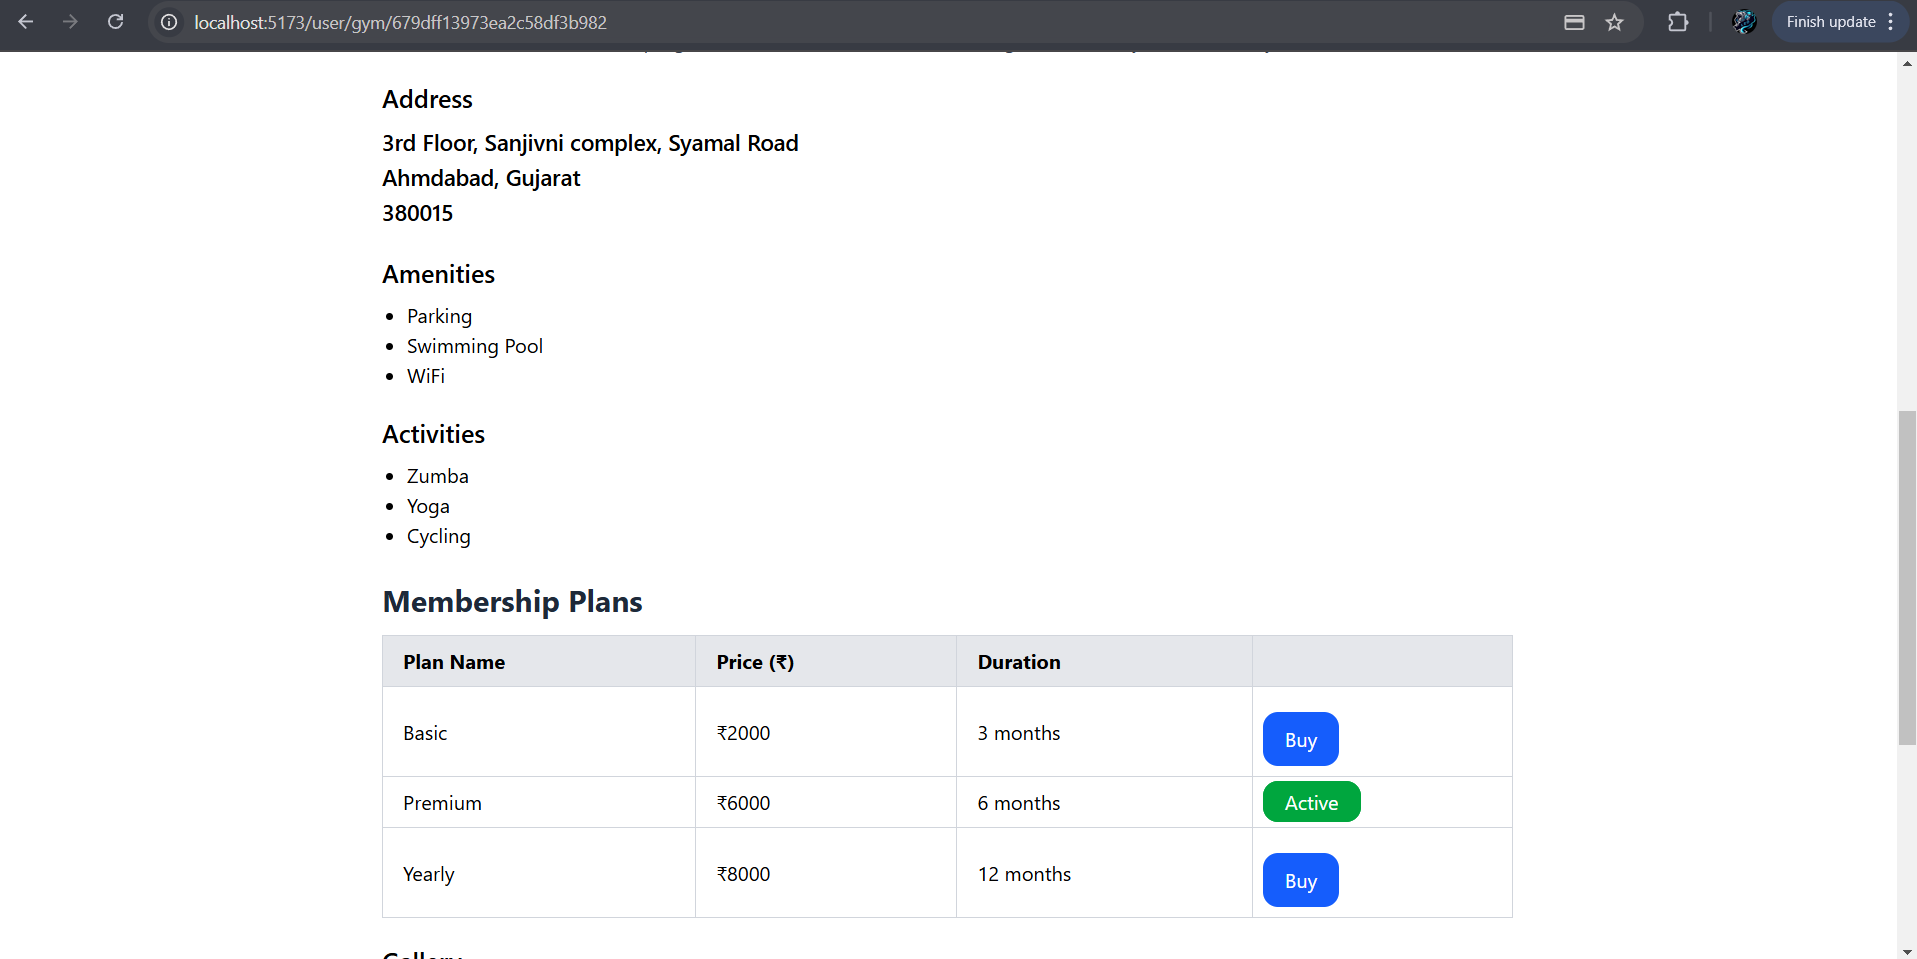 localhost:5173/user/gym/679dff13973ea2c58df3b982
Finish update
Address
3rd Floor, Sanjivni complex, Syamal Road
Ahmdabad, Gujarat
380015
Amenities
Parking
Swimming Pool
WiFi
Activities
Zumba
Yoga
Cycling
Membership Plans
Plan Name Price (₹) Duration
Basic ₹2000 3 months Buy
Premium ₹6000 6 months Active
Yearly ₹8000 12 months Buy
Gallery